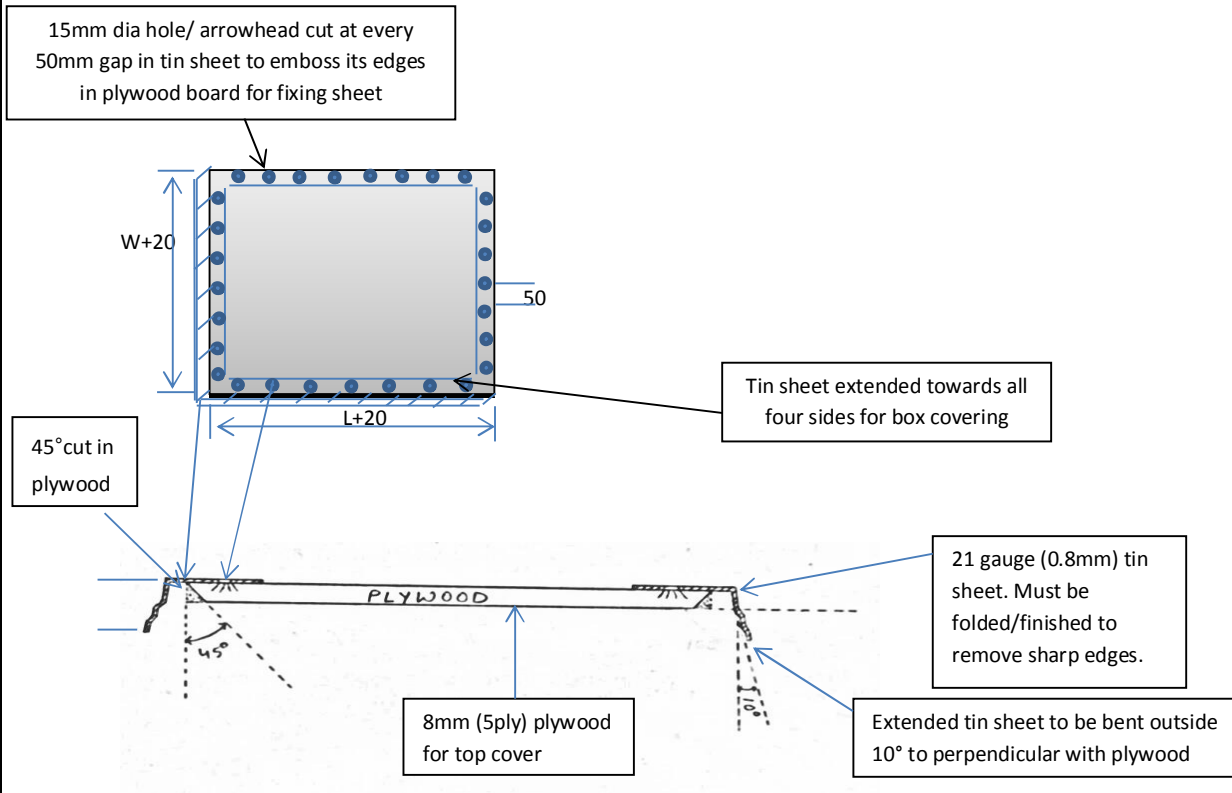 15mm dia hole/ arrowhead cut at every
50mm gap in tin sheet to emboss its edges
in plywood board for fixing sheet
W+20
50
Tin sheet extended towards all
four sides for box covering
L+20
45°cut in
plywood
21 gauge (0.8mm) tin
sheet. Must be
folded/finished to
remove sharp edges.
PLYWOOD
45°
10°
8mm (5ply) plywood
for top cover
Extended tin sheet to be bent outside
10° to perpendicular with plywood